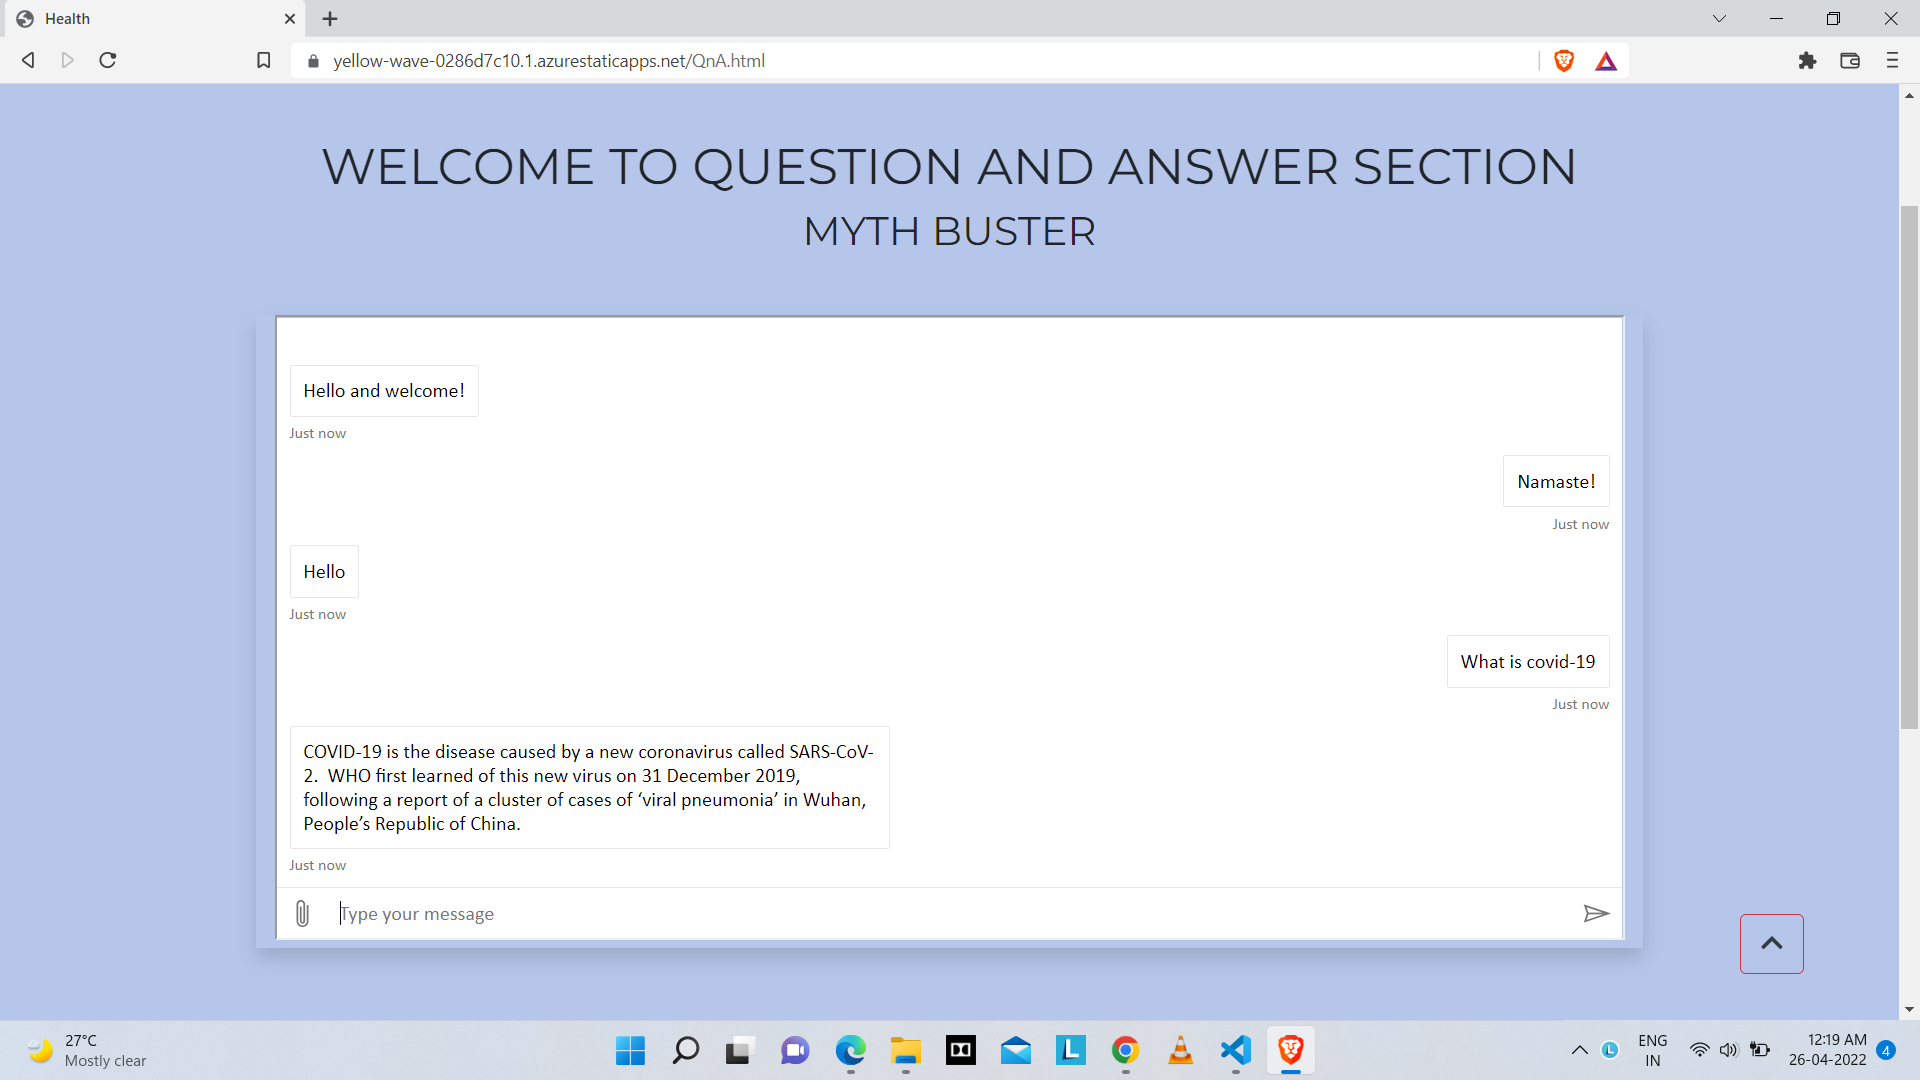 Health
yellow-wave-0286d7c10.1.azurestaticapps.net/QnA.html
WELCOME TO QUESTION AND ANSWER SECTION
MYTH BUSTER
Hello and welcome!
Just now
Namaste!
Just now
Hello
Just now
What is covid-19
Just now
COVID-19 is the disease caused by a new coronavirus called SARS-CoV-
2.  WHO first learned of this new virus on 31 December 2019,
following a report of a cluster of cases of ‘viral pneumonia’ in Wuhan,
People’s Republic of China.
Just now
Type your message
27°C
Mostly clear
L
L
ENG
IN
12:19 AM
26-04-2022
4